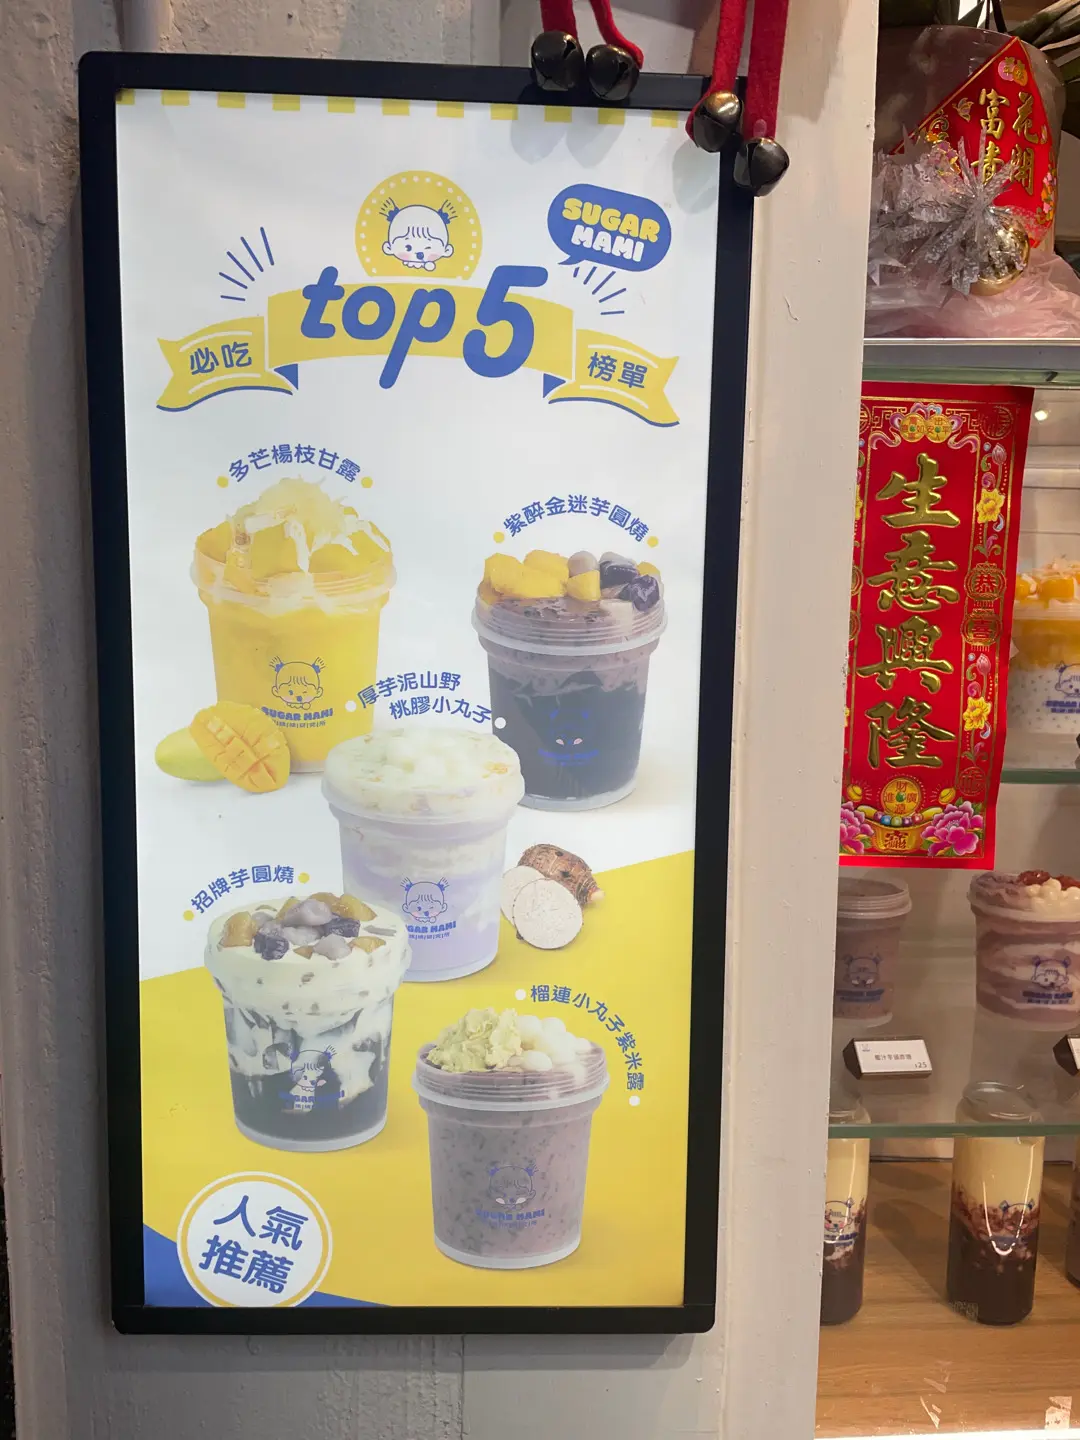 SUGAR
MAMI
top 5
必吃
榜單
多芒楊枝甘露
紫醉金迷芋圓燒
厚芋泥山野
桃膠小丸子
招牌芋圓燒
榴連小丸子紫米露
人氣
推薦
SUGAR MAMI
SUGAR MAMI
SUGAR MAMI
花開
富貴
生意興隆
恭
喜